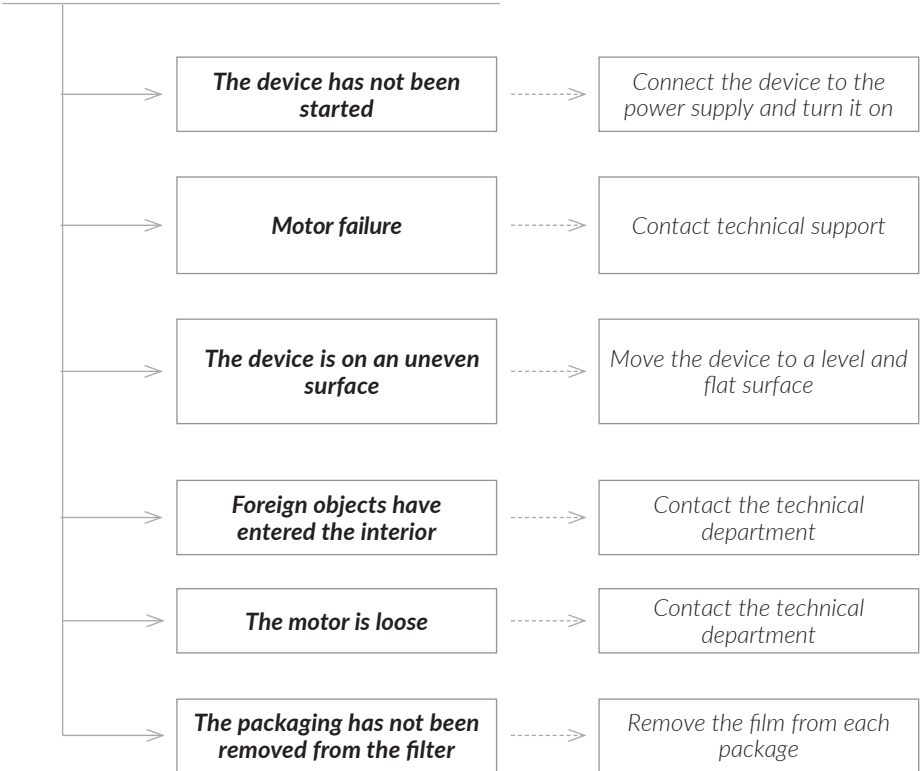 The device has not been
started
Connect the device to the
power supply and turn it on
Motor failure
Contact technical support
The device is on an uneven
surface
Move the device to a level and
flat surface
Foreign objects have
entered the interior
Contact the technical
department
The motor is loose
Contact the technical
department
The packaging has not been
removed from the filter
Remove the film from each
package